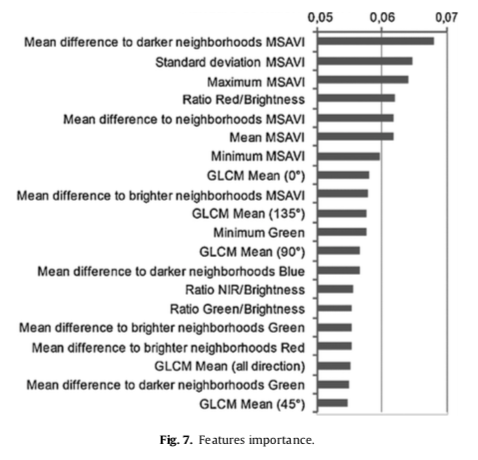 0,05 0,06 0,07
Mean difference to darker neighborhoods MSAVI
Standard deviation MSAVI
Maximum MSAVI
Ratio Red/Brightness
Mean difference to neighborhoods MSAVI
Mean MSAVI
Minimum MSAVI
GLCM Mean (0°)
Mean difference to brighter neighborhoods MSAVI
GLCM Mean (135°)
Minimum Green
GLCM Mean (90°)
Mean difference to darker neighborhoods Blue
Ratio NIR/Brightness
Ratio Green/Brightness
Mean difference to brighter neighborhoods Green
Mean difference to brighter neighborhoods Red
GLCM Mean (all direction)
Mean difference to darker neighborhoods Green
GLCM Mean (45°)
Fig. 7. Features importance.